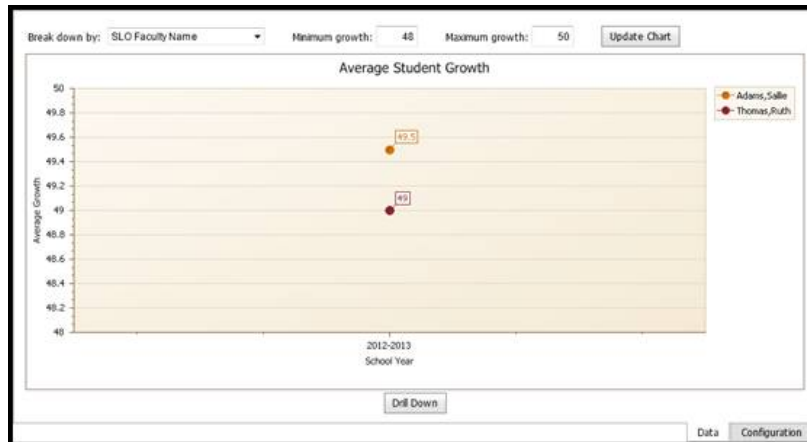 Break down by: SLO Faculty Name Minimum growth: 48 Maximum growth: 50 Update Chart
Average Student Growth
Adams,Sallie
Thomas,Ruth
50
49.8
49.6
49.4
49.2
49
48.8
48.6
48.4
48.2
48
Average Growth
49.5
49
2012-2013
School Year
Drill Down
Data Configuration